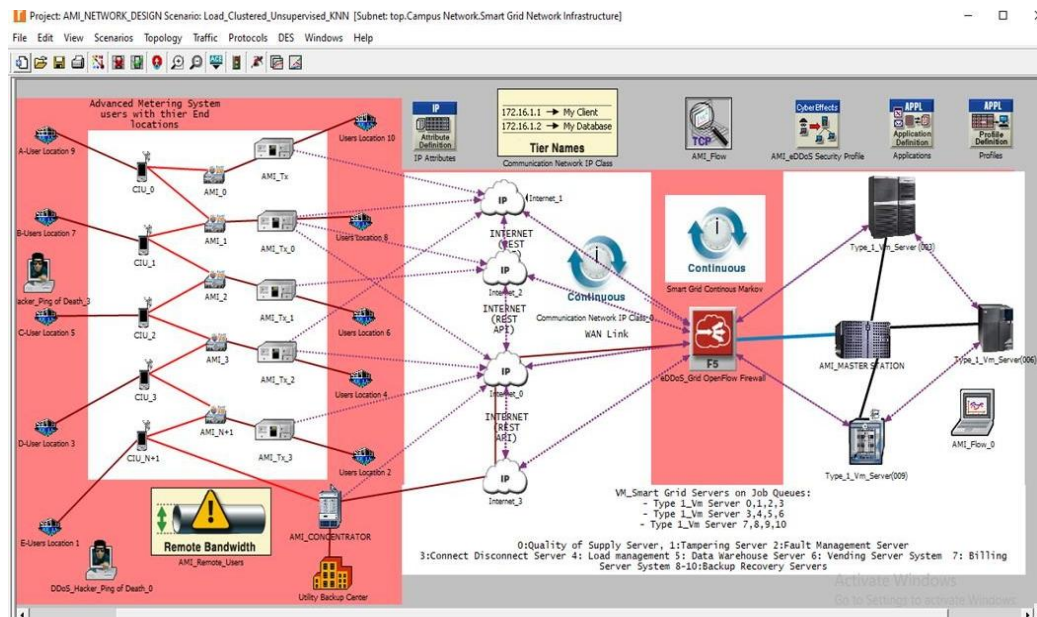 Project: AMI_NETWORK_DESIGN Scenario: Load_Clustered_Unsupervised_KNN [Subnet: top.Campus Network.Smart Grid Network Infrastructure]
File Edit View Scenarios Topology Traffic Protocols DES Windows Help
Advanced Metering System
users with thier End
locations
A-User Location 9
B-Users Location 7
C-User Location 5
D-User Location 3
E-Users Location 1
Hacker_Ping of Death_3
DDoS_Hacker_Ping of Death_0
CIU_0
CIU_1
CIU_2
CIU_3
CIU_N+1
AMI_0
AMI_1
AMI_2
AMI_3
AMI_N+1
AMI_Tx
AMI_Tx_0
AMI_Tx_1
AMI_Tx_2
AMI_Tx_3
Users Location 10
Users Location 8
Users Location 6
Users Location 4
Users Location 2
Remote Bandwidth
AMI_Remote_Users
AMI_CONCENTRATOR
Utility Backup Center
IP
Attribute
Definition
IP Attributes
172.16.1.1 → My Client
172.16.1.2 → My Database
Tier Names
Communication Network IP Class
TCP
AMI_Flow
CyberEffects
AMI_eDDoS Security Profile
APPL
Application
Definition
Applications
APPL
Profile
Definition
Profiles
IP
Internet_1
INTERNET
(REST
IP
Internet_2
INTERNET
(REST
API)
IP
Internet_0
INTERNET
(REST
API)
IP
Internet_3
Continuous
Communication Network IP Class_0
WAN Link
Continuous
Smart Grid Continous Markov
F5
eDDoS_Grid OpenFlow Firewall
Type_1_Vm_Server (003)
AMI_MASTER STATION
Type_1_Vm_Server(006)
AMI_Flow_0
Type_1_Vm_Server(009)
VM_Smart Grid Servers on Job Queues:
- Type 1_Vm Server 0,1,2,3
- Type 1_Vm Server 3,4,5,6
- Type 1_Vm Server 7,8,9,10
0:Quality of Supply Server, 1:Tampering Server 2:Fault Management Server
3:Connect Disconnect Server 4: Load management 5: Data Warehouse Server 6: Vending Server System 7: Billing
Server System 8-10:Backup Recovery Servers
Activate Windows
Go to Settings to activate Windows.